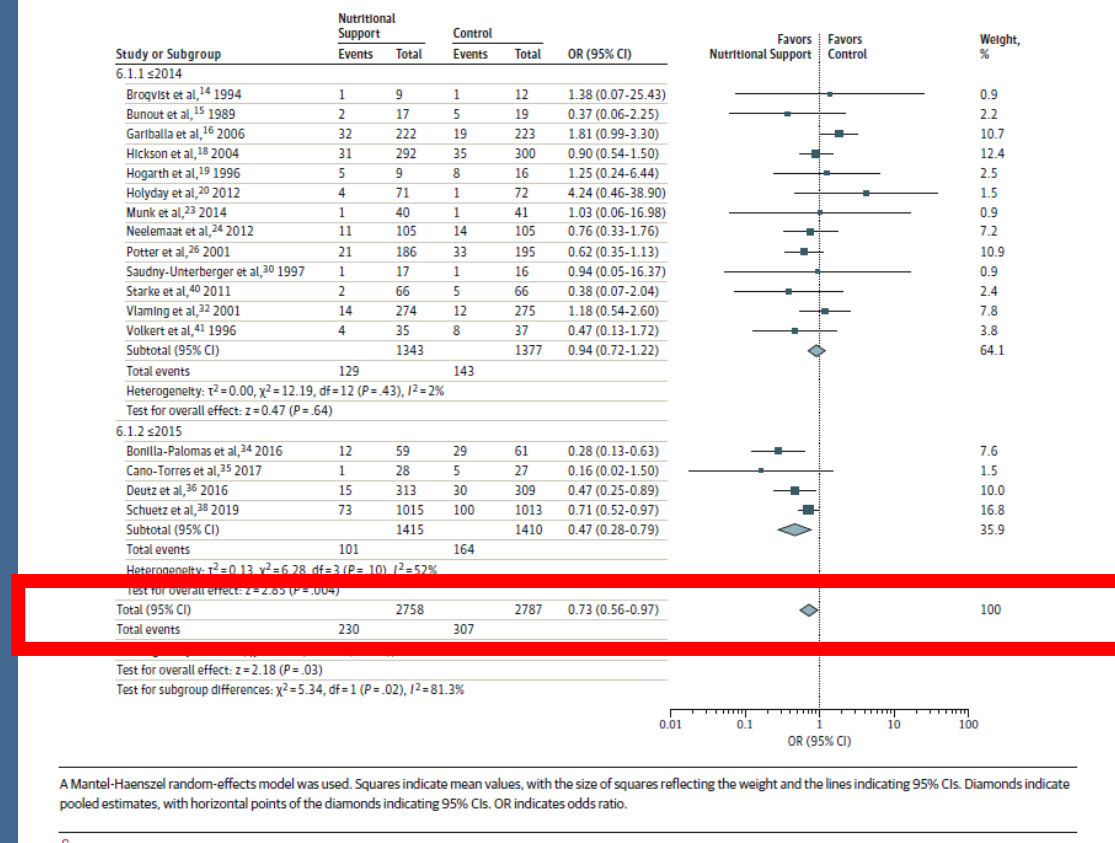 Nutritional
Support Control Favors Favors Weight,
Study or Subgroup Events Total Events Total OR (95% CI) Nutritional Support Control %
6.1.1 ≤2014
Broqvist et al,14 1994 1 9 1 12 1.38 (0.07-25.43) 0.9
Bunout et al,15 1989 2 17 5 19 0.37 (0.06-2.25) 2.2
Gariballa et al,16 2006 32 222 19 223 1.81 (0.99-3.30) 10.7
Hickson et al,18 2004 31 292 35 300 0.90 (0.54-1.50) 12.4
Hogarth et al,19 1996 5 9 8 16 1.25 (0.24-6.44) 2.5
Holyday et al,20 2012 4 71 1 72 4.24 (0.46-38.90) 1.5
Munk et al,23 2014 1 40 1 41 1.03 (0.06-16.98) 0.9
Neelemaat et al,24 2012 11 105 14 105 0.76 (0.33-1.76) 7.2
Potter et al,26 2001 21 186 33 195 0.62 (0.35-1.13) 10.9
Saudny-Unterberger et al,30 1997 1 17 1 16 0.94 (0.05-16.37) 0.9
Starke et al,40 2011 2 66 5 66 0.38 (0.07-2.04) 2.4
Vlaming et al,32 2001 14 274 12 275 1.18 (0.54-2.60) 7.8
Volkert et al,41 1996 4 35 8 37 0.47 (0.13-1.72) 3.8
Subtotal (95% CI) 1343 1377 0.94 (0.72-1.22) 64.1
Total events 129 143
Heterogeneity: τ2=0.00, χ2=12.19, df=12 (P=.43), I2=2%
Test for overall effect: z=0.47 (P=.64)
6.1.2 ≤2015
Bonilla-Palomas et al,34 2016 12 59 29 61 0.28 (0.13-0.63) 7.6
Cano-Torres et al,35 2017 1 28 5 27 0.16 (0.02-1.50) 1.5
Deutz et al,36 2016 15 313 30 309 0.47 (0.25-0.89) 10.0
Schuetz et al,38 2019 73 1015 100 1013 0.71 (0.52-0.97) 16.8
Subtotal (95% CI) 1415 1410 0.47 (0.28-0.79) 35.9
Total events 101 164
Heterogeneity: τ2=0.13, χ2=6.28, df=3 (P=.10), I2=52%
Test for overall effect: z=2.85 (P=.004)
Total (95% CI) 2758 2787 0.73 (0.56-0.97) 100
Total events 230 307
Test for overall effect: z=2.18 (P=.03)
Test for subgroup differences: χ2=5.34, df=1 (P=.02), I2=81.3%
0.01 0.1 1 10 100
OR (95% CI)
A Mantel-Haenszel random-effects model was used. Squares indicate mean values, with the size of squares reflecting the weight and the lines indicating 95% CIs. Diamonds indicate
pooled estimates, with horizontal points of the diamonds indicating 95% CIs. OR indicates odds ratio.